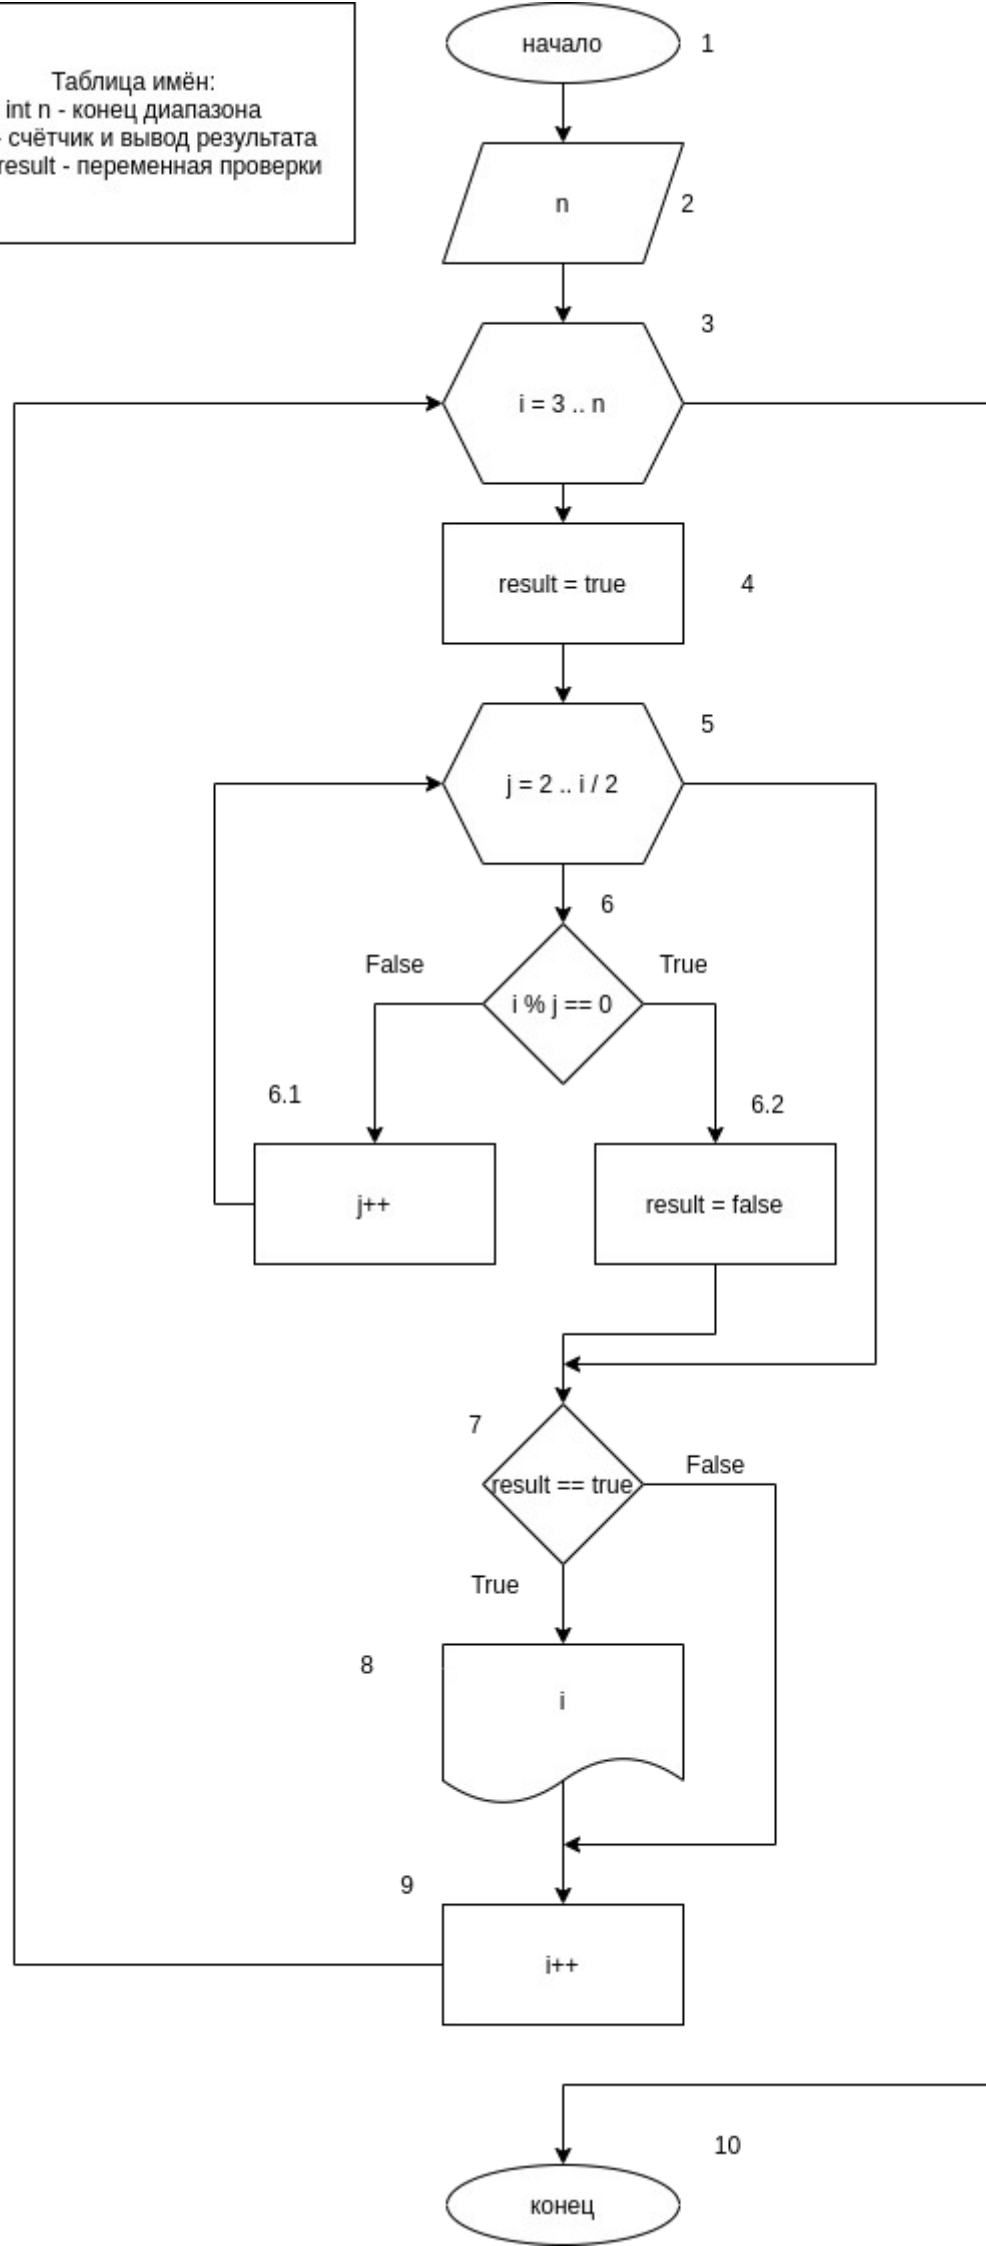 Таблица имён:
int n - конец диапазона
- счётчик и вывод результата
result - переменная проверки
начало
1
n
2
3
i = 3 .. n
result = true
4
5
j = 2 .. i / 2
6
False
True
i % j == 0
6.1
6.2
j++
result = false
7
False
result == true
True
8
i
9
i++
10
конец